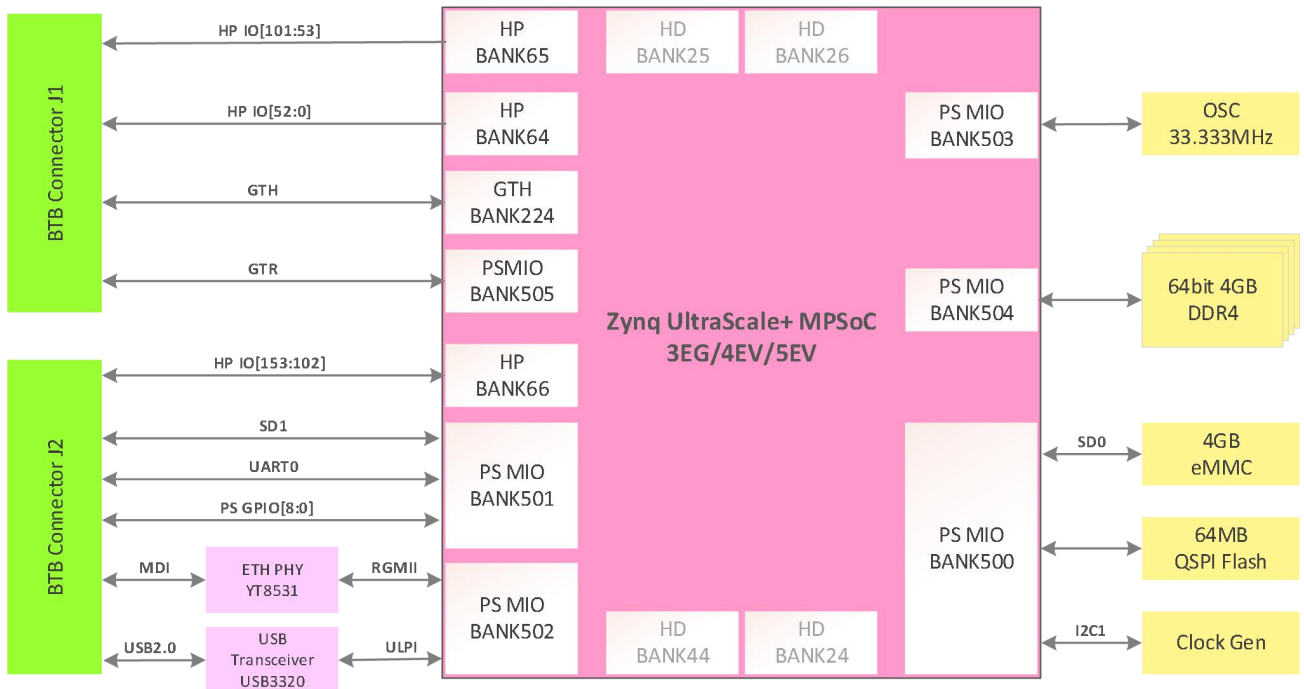 BTB Connector J1
HP IO[101:53]
HP IO[52:0]
GTH
GTR
HP
BANK65
HP
BANK64
GTH
BANK224
PSMIO
BANK505
HD
BANK25
HD
BANK26
PS MIO
BANK503
OSC
33.333MHz
PS MIO
BANK504
64bit 4GB
DDR4
Zynq UltraScale+ MPSoC
3EG/4EV/5EV
BTB Connector J2
HP IO[153:102]
SD1
UART0
PS GPIO[8:0]
MDI
ETH PHY
YT8531
RGMII
USB2.0
USB
Transceiver
USB3320
ULPI
HP
BANK66
PS MIO
BANK501
PS MIO
BANK502
HD
BANK44
HD
BANK24
PS MIO
BANK500
SD0
4GB
eMMC
64MB
QSPI Flash
I2C1
Clock Gen